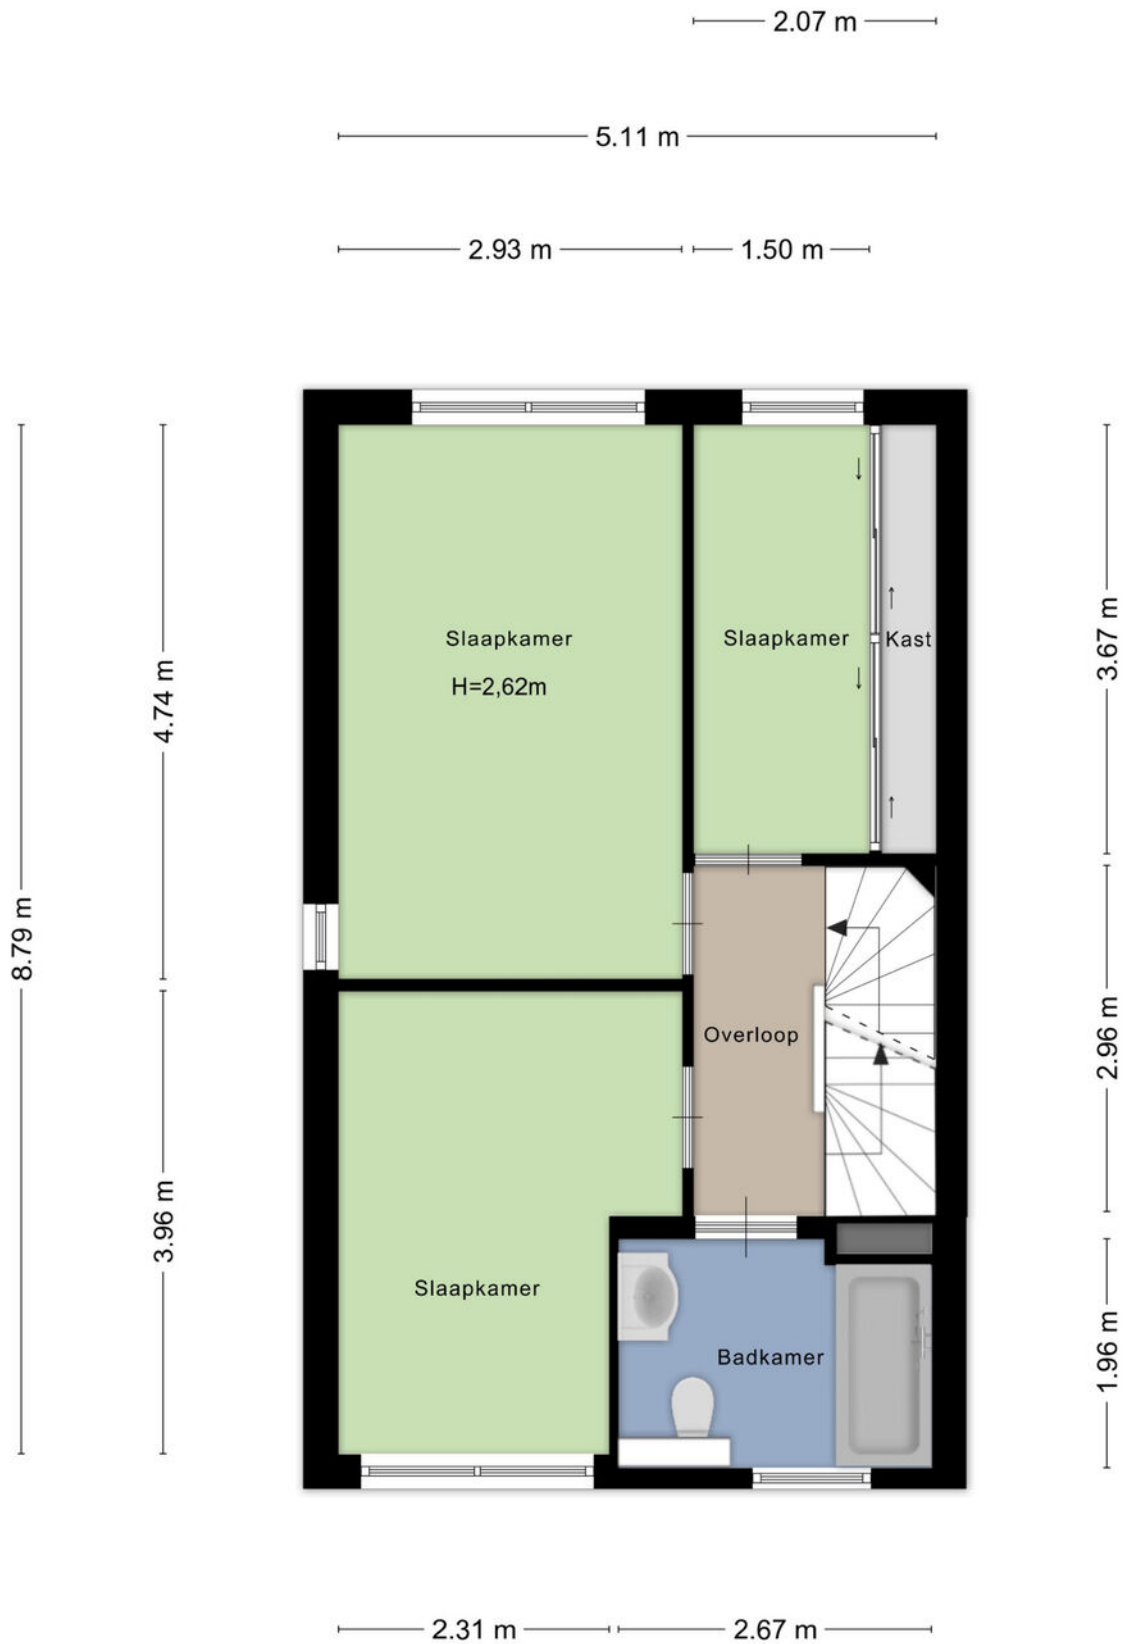 2.07 m
5.11 m
2.93 m
1.50 m
Slaapkamer
H=2,62m
Slaapkamer
Kast
3.67 m
4.74 m
8.79 m
Overloop
2.96 m
3.96 m
Slaapkamer
Badkamer
1.96 m
2.31 m
2.67 m